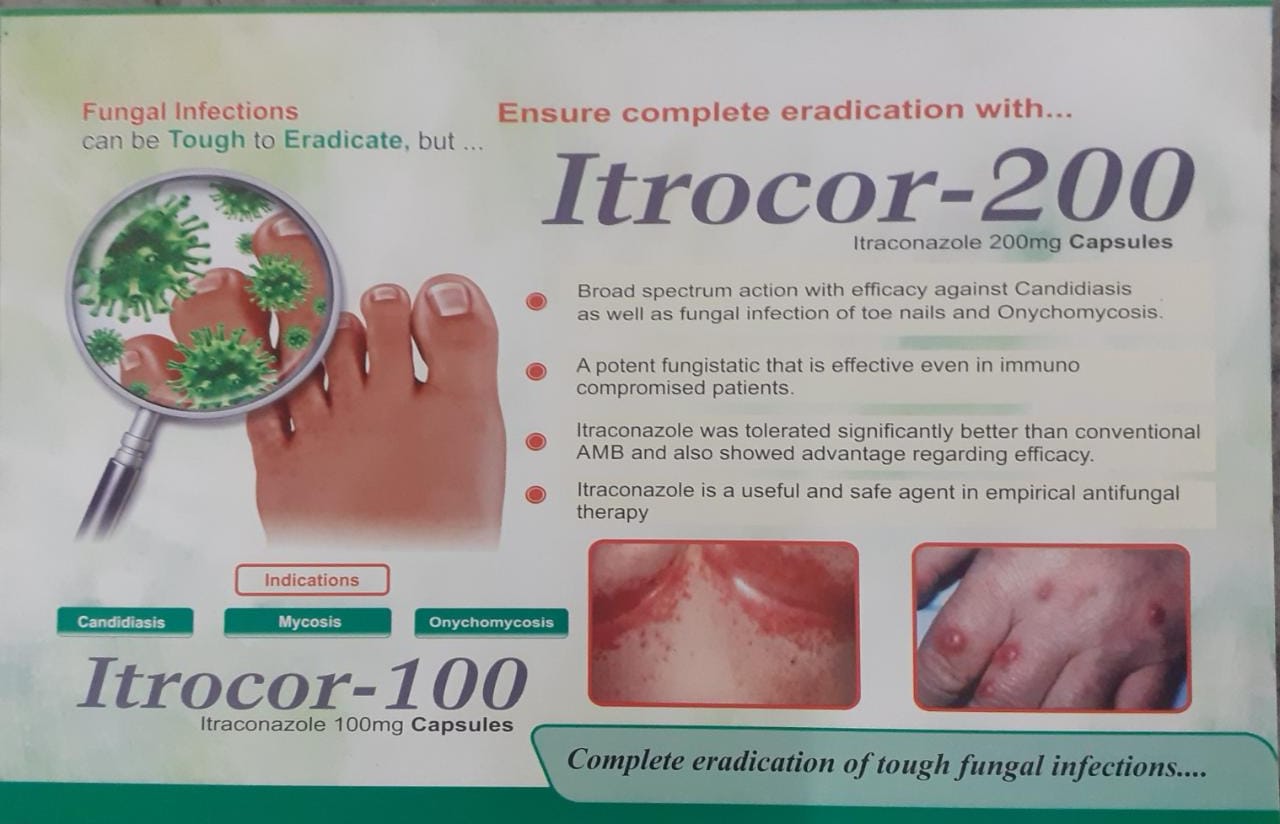 Fungal Infections
can be Tough to Eradicate, but ...
Ensure complete eradication with...
Itrocor-200
Itraconazole 200mg Capsules
Broad spectrum action with efficacy against Candidiasis
as well as fungal infection of toe nails and Onychomycosis.
A potent fungistatic that is effective even in immuno
compromised patients.
Itraconazole was tolerated significantly better than conventional
AMB and also showed advantage regarding efficacy.
Itraconazole is a useful and safe agent in empirical antifungal
therapy
Indications
Candidiasis
Mycosis
Onychomycosis
Itrocor-100
Itraconazole 100mg Capsules
Complete eradication of tough fungal infections....